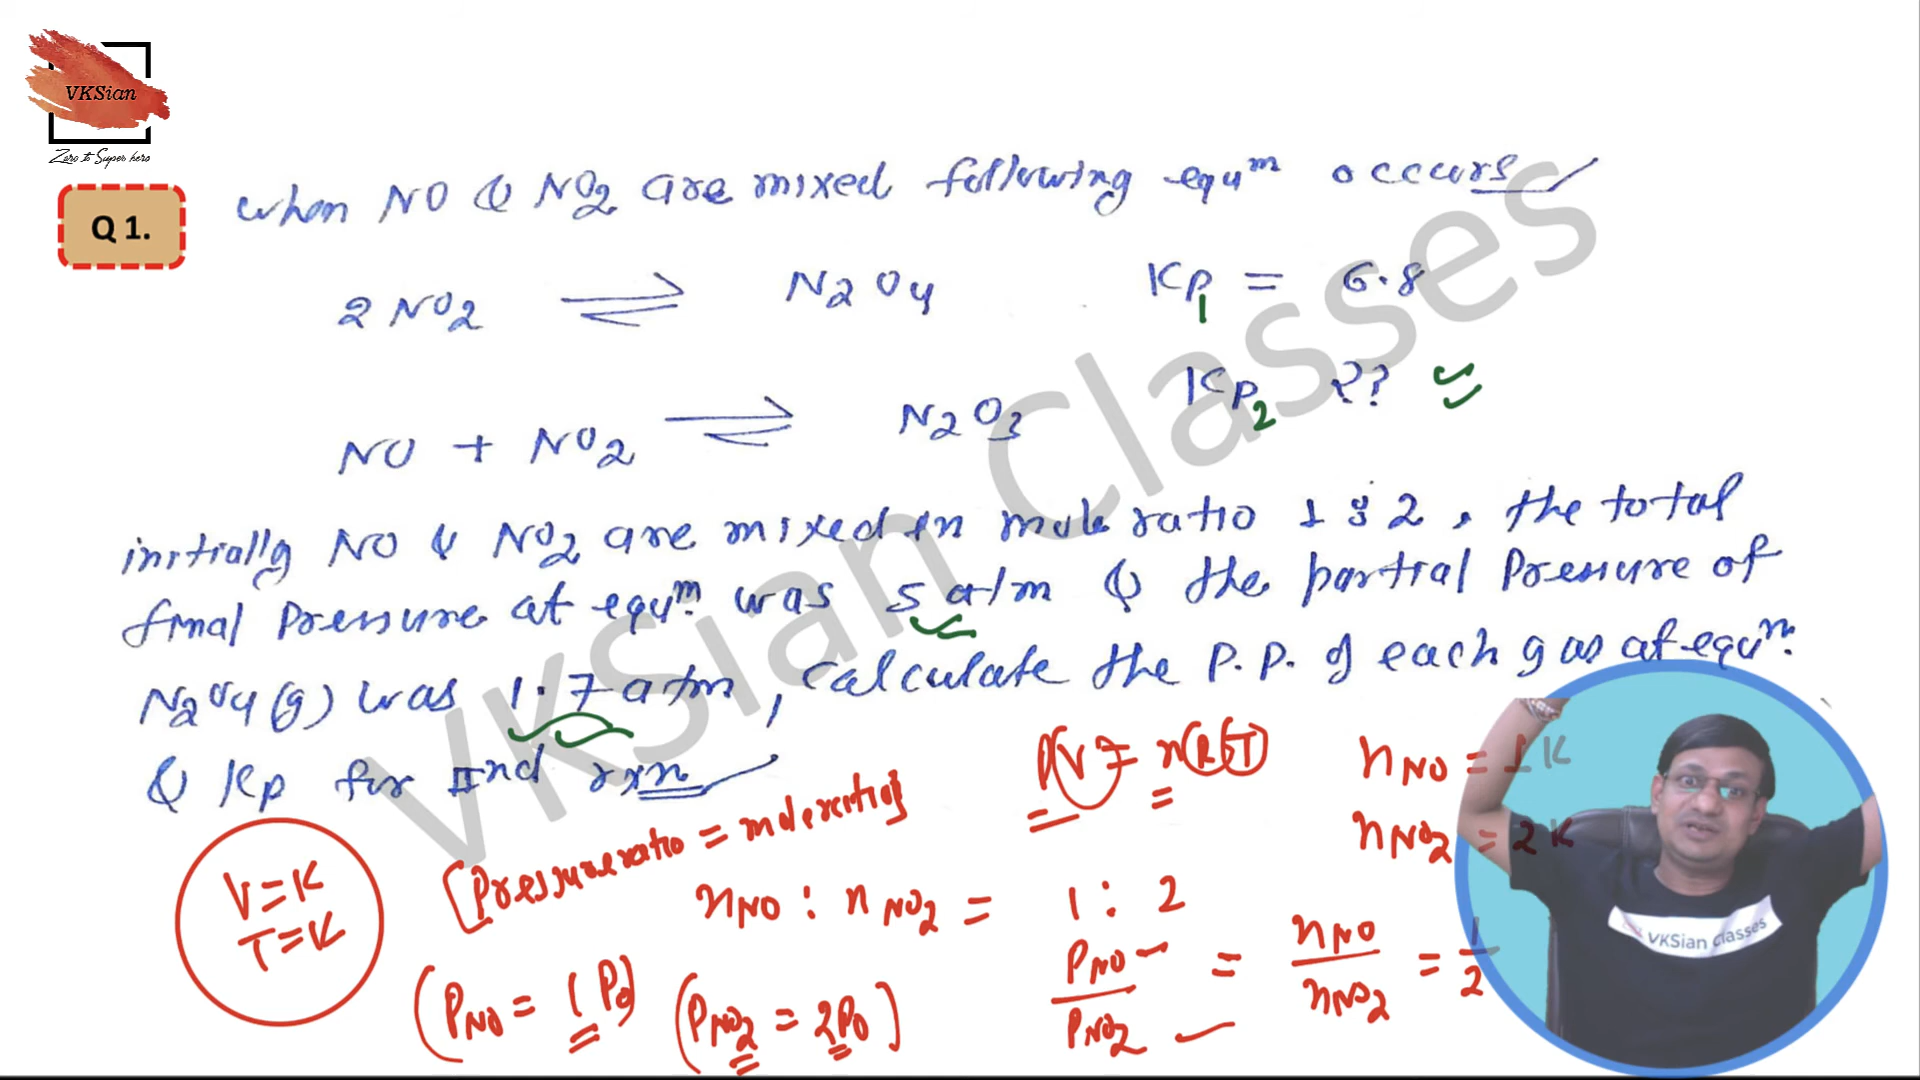 VKSian
Zero to Super hero
Q 1.
when NO & NO2 are mixed following equm occurs
2 NO2 ⇌ N2O4 Kp1 = 6.8
NO + NO2 ⇌ N2O3 Kp2 ??
initially NO & NO2 are mixed in mole ratio 1 : 2 , the total
final Pressure at equm. was 5 atm & the partial Pressure of
N2O4(g) was 1.7 atm, calculate the P.P. of each gas at equm.
& Kp for IInd rxn
[Pressure ratio = mole ratio]
PV = nRT
nNO = 1K
nNO2 = 2K
V=K
T=K
nNO : nNO2 = 1 : 2
PNO / PNO2 = nNO / nNO2 = 1/2
(PNO = 1P0) (PNO2 = 2P0)
VKSian Classes
VKSian Classes